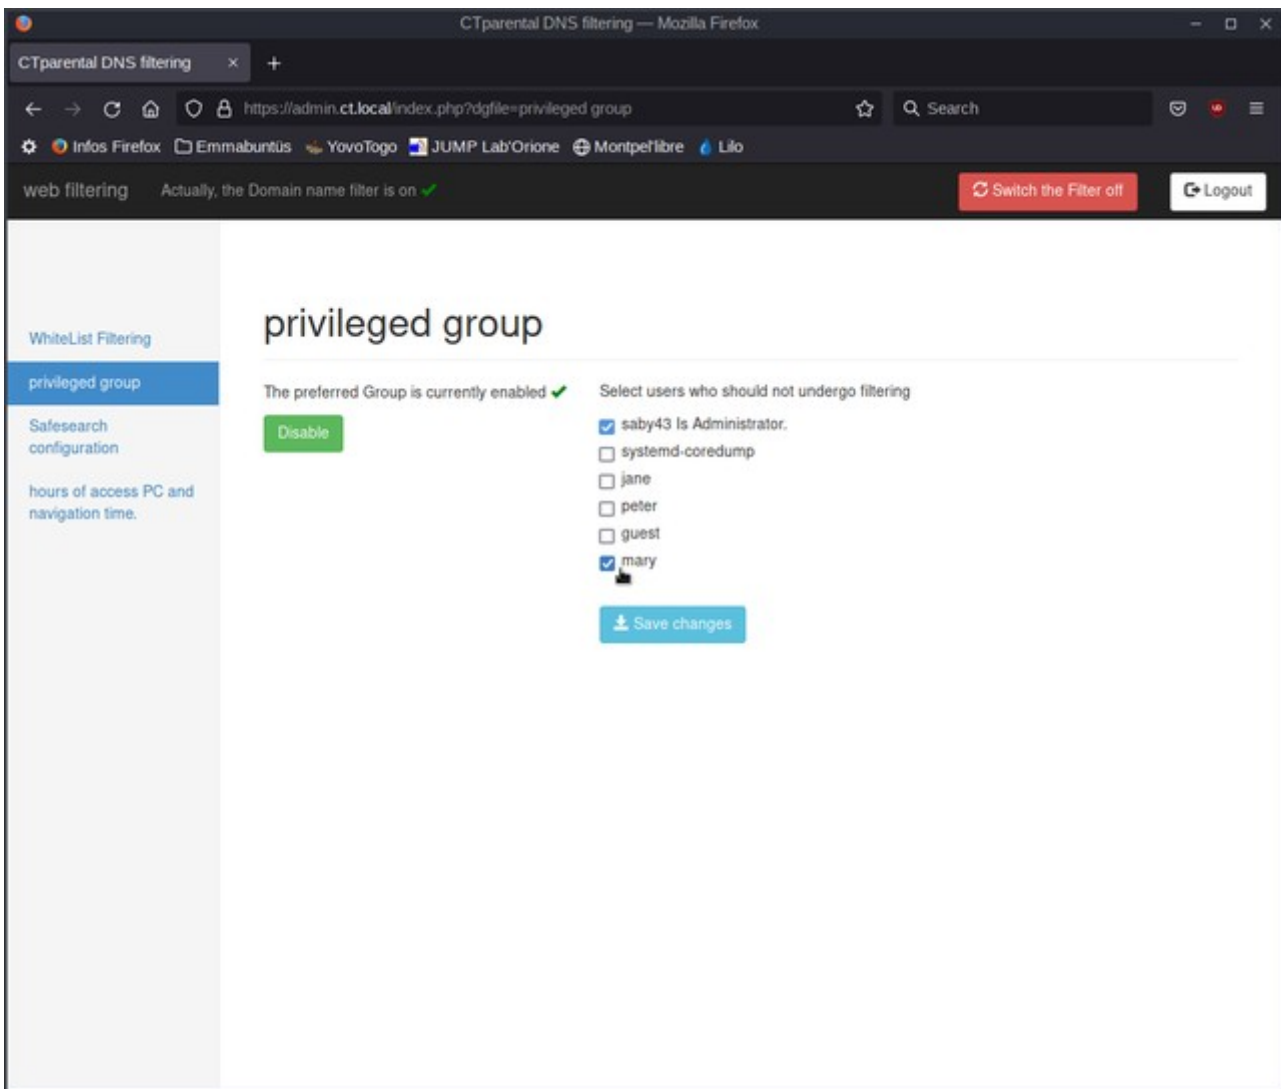 CTparental DNS filtering — Mozilla Firefox
CTparental DNS filtering
https://admin.ct.local/index.php?dgfile=privileged group
Search
Infos Firefox Emmabuntüs YovoTogo JUMP Lab'Orione Montpel'libre Lilo
web filtering Actually, the Domain name filter is on Switch the Filter off Logout
WhiteList Filtering
privileged group
Safesearch
configuration
hours of access PC and
navigation time.
privileged group
The preferred Group is currently enabled
Disable
Select users who should not undergo filtering
saby43 Is Administrator.
systemd-coredump
jane
peter
guest
mary
Save changes